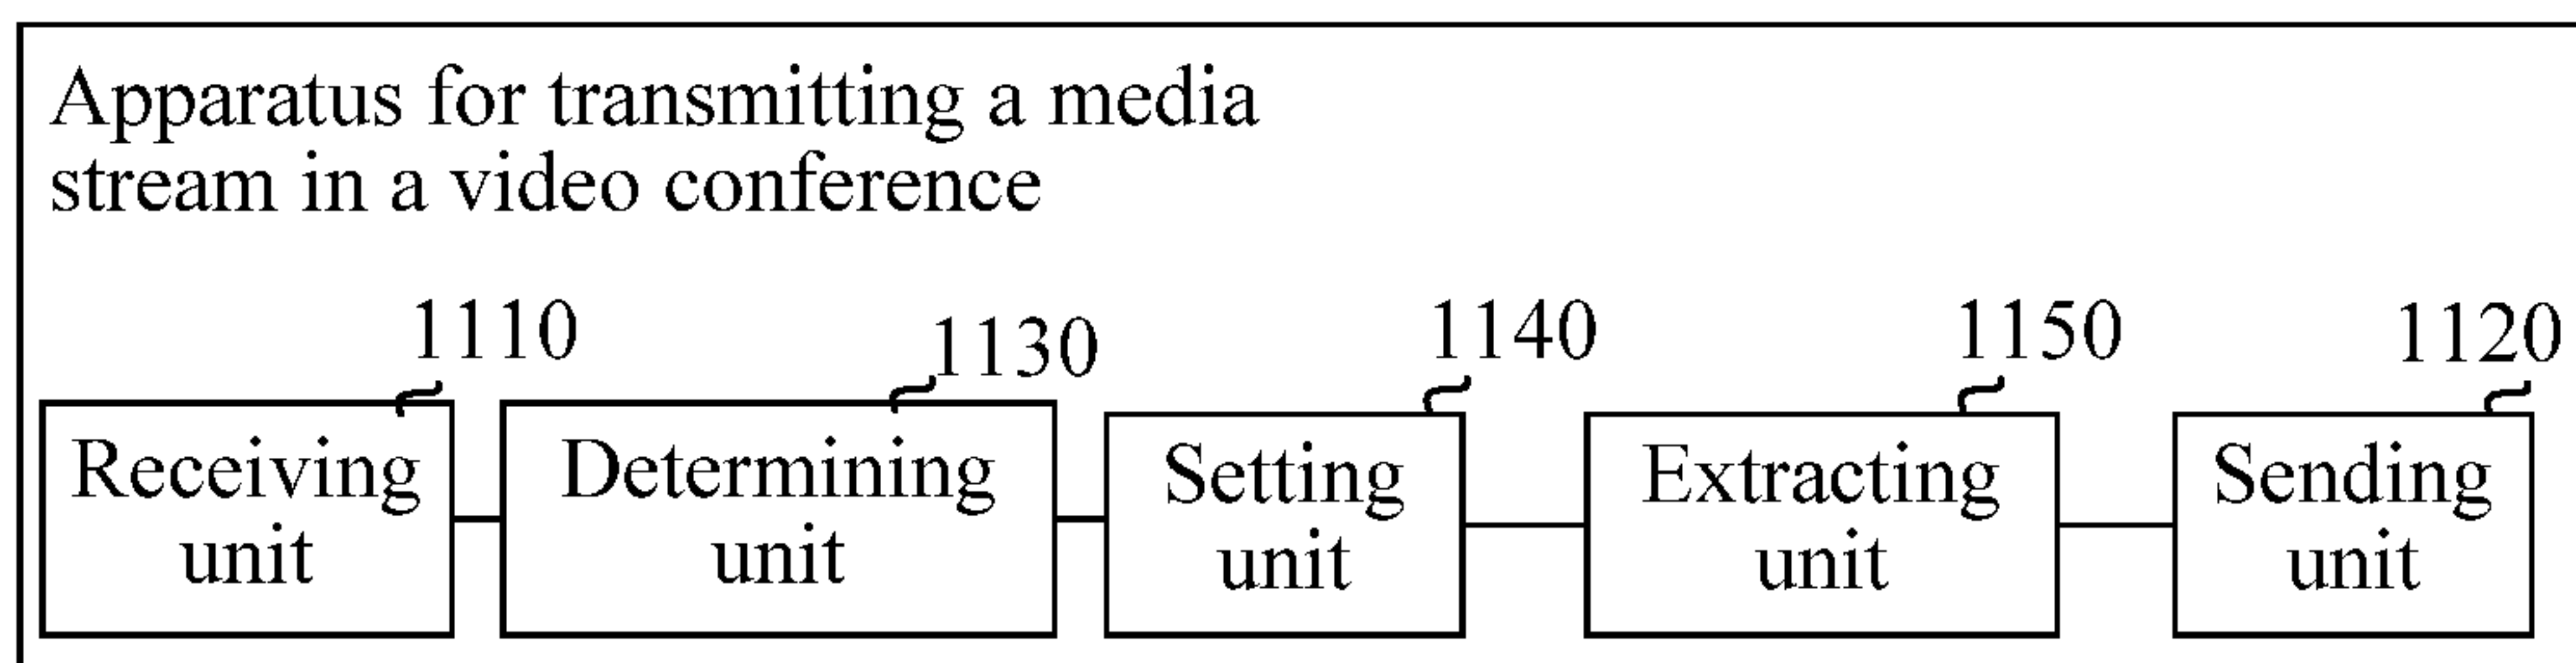 Apparatus for transmitting a media
stream in a video conference
1110
1130
1140
1150
1120
Receiving
unit
Determining
unit
Setting
unit
Extracting
unit
Sending
unit